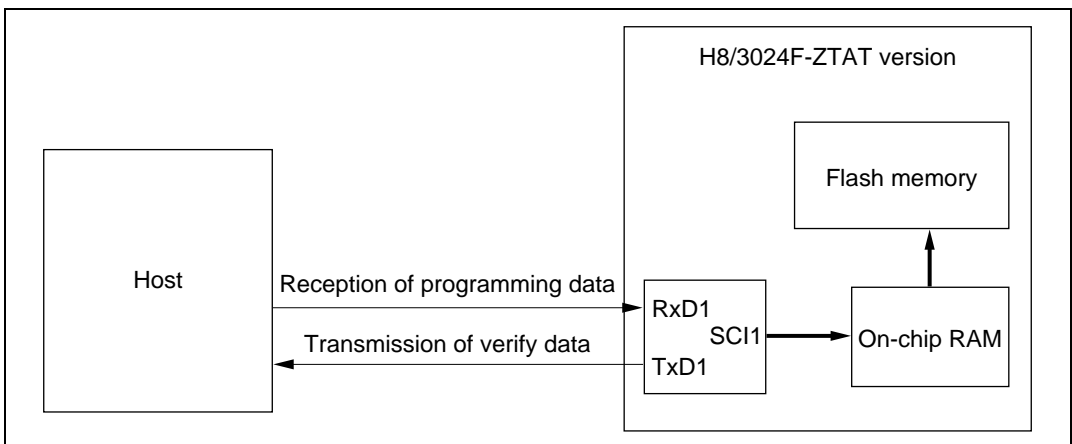 H8/3024F-ZTAT version
Flash memory
Host
Reception of programming data
RxD1
SCI1
On-chip RAM
Transmission of verify data
TxD1